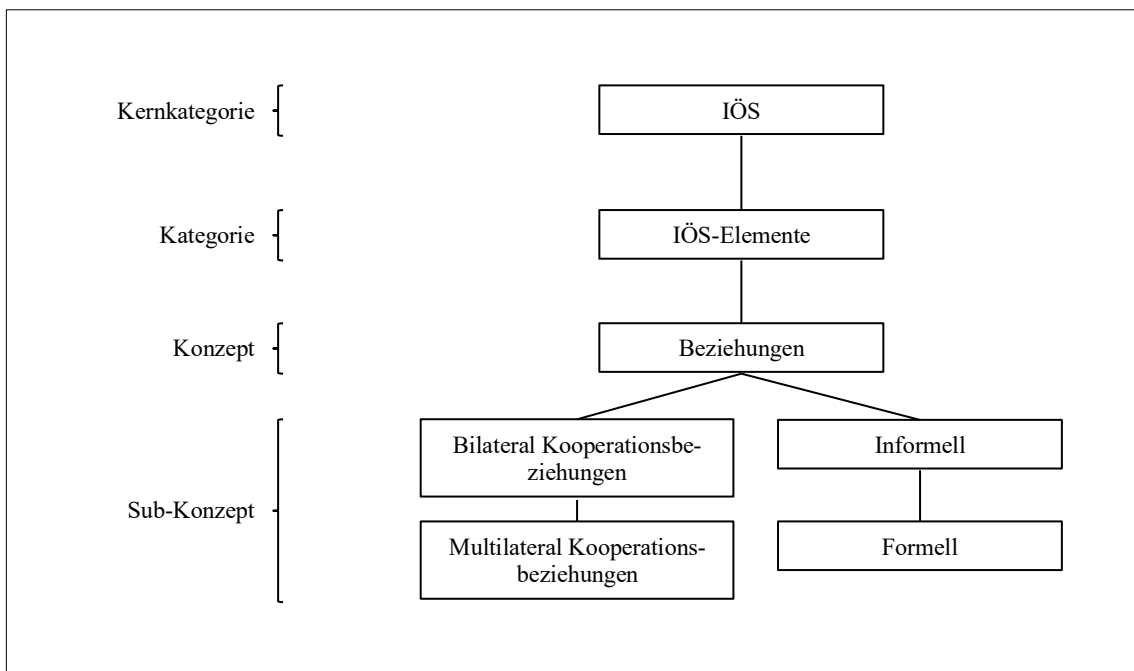 Kernkategorie
IÖS
Kategorie
IÖS-Elemente
Konzept
Beziehungen
Sub-Konzept
Bilateral Kooperationsbe-
ziehungen
Informell
Multilateral Kooperations-
beziehungen
Formell